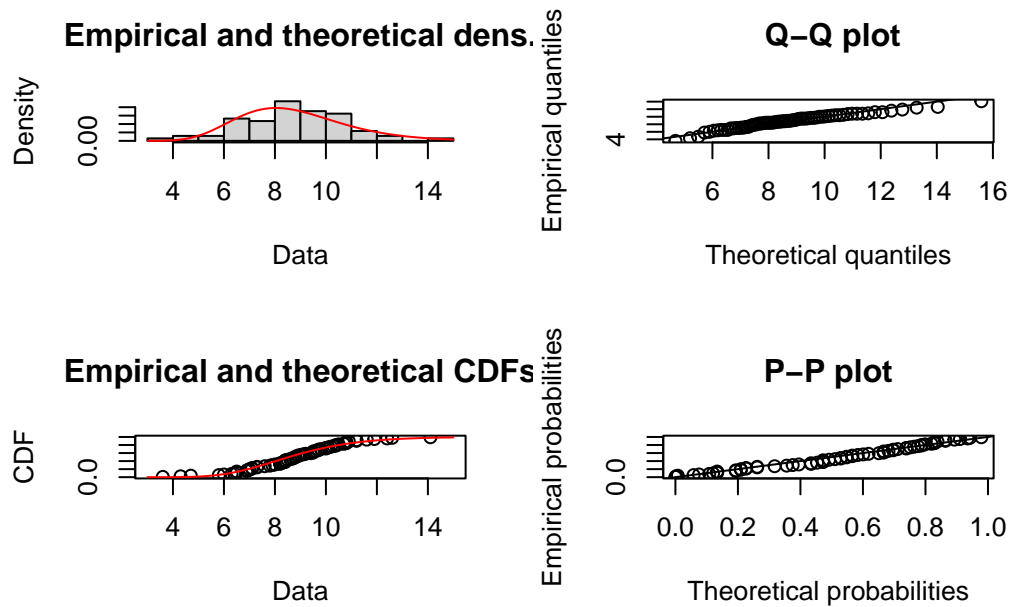 Empirical and theoretical dens.
Density
0.00
4 6 8 10 14
Data
Q−Q plot
Empirical quantiles
4
6 8 10 12 14 16
Theoretical quantiles
Empirical and theoretical CDFs
CDF
0.0
4 6 8 10 14
Data
P−P plot
Empirical probabilities
0.0
0.0 0.2 0.4 0.6 0.8 1.0
Theoretical probabilities